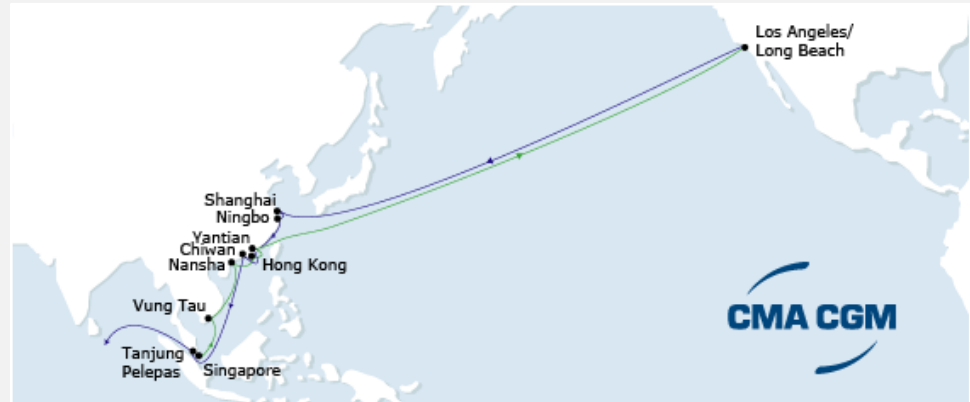 Los Angeles/
Long Beach
Shanghai
Ningbo
Yantian
Chiwan
Nansha
Hong Kong
Vung Tau
CMA CGM
Tanjung
Pelepas
Singapore